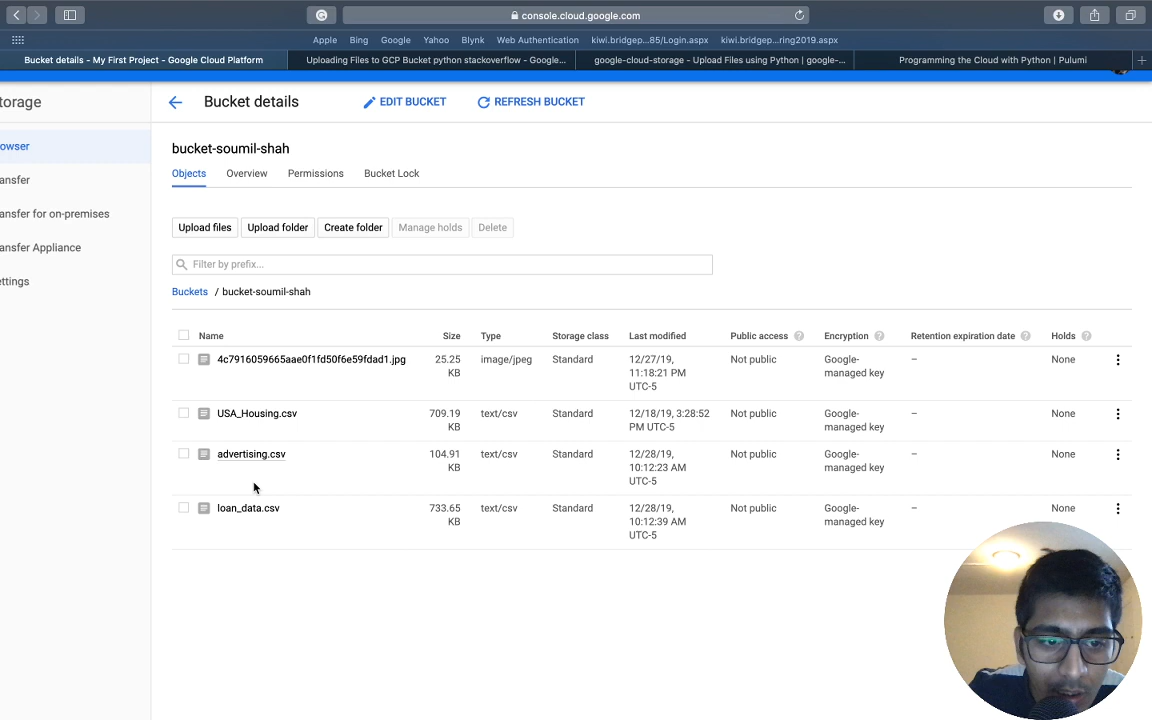 console.cloud.google.com
Apple Bing Google Yahoo Blynk Web Authentication kiwi.bridgep...85/Login.aspx kiwi.bridgep...ring2019.aspx
Bucket details - My First Project - Google Cloud Platform Uploading Files to GCP Bucket python stackoverflow - Google... google-cloud-storage - Upload Files using Python | google-... Programming the Cloud with Python | Pulumi
torage Bucket details EDIT BUCKET REFRESH BUCKET
owser bucket-soumil-shah
Objects Overview Permissions Bucket Lock
ansfer
ansfer for on-premises
Upload files Upload folder Create folder Manage holds Delete
ansfer Appliance
Filter by prefix...
ettings
Buckets / bucket-soumil-shah
Name Size Type Storage class Last modified Public access ? Encryption ? Retention expiration date ? Holds ?
4c7916059665aae0f1fd50f6e59fdad1.jpg 25.25 image/jpeg Standard 12/27/19, Not public Google- – None
KB 11:18:21 PM managed key
UTC-5
USA_Housing.csv 709.19 text/csv Standard 12/18/19, 3:28:52 Not public Google- – None
KB PM UTC-5 managed key
advertising.csv 104.91 text/csv Standard 12/28/19, Not public Google- – None
KB 10:12:23 AM managed key
UTC-5
loan_data.csv 733.65 text/csv Standard 12/28/19, Not public Google- – None
KB 10:12:39 AM managed key
UTC-5